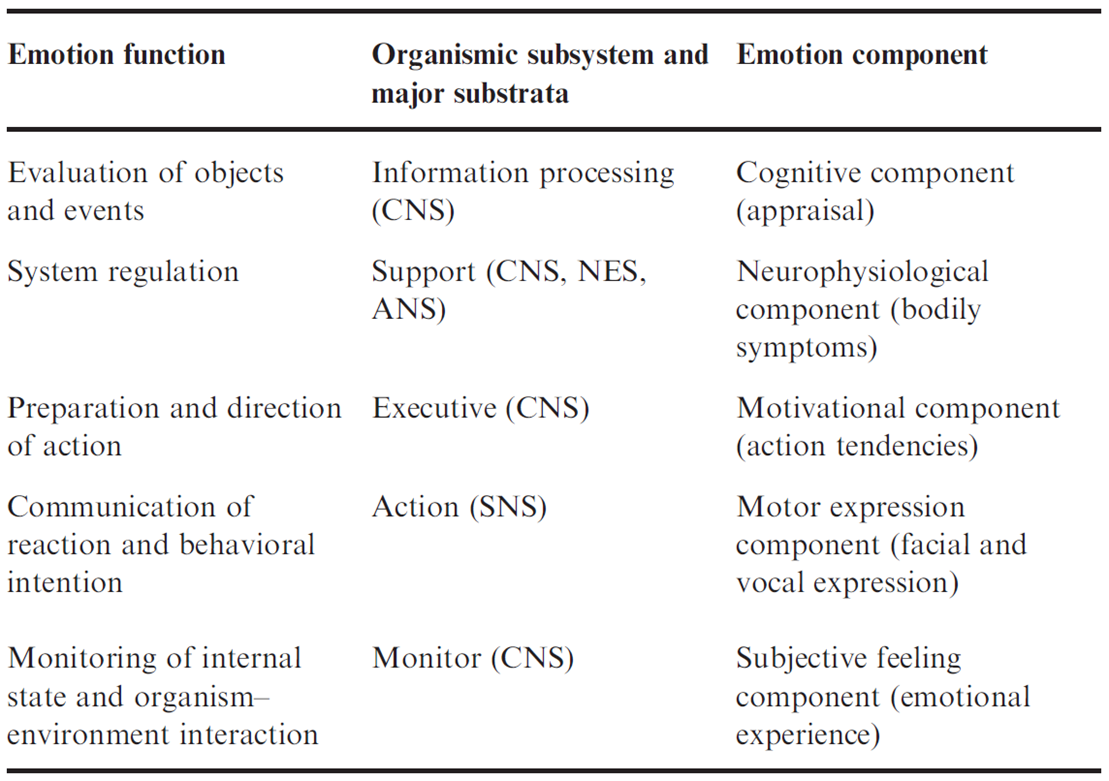 Emotion function
Organismic subsystem and
major substrata
Emotion component
Evaluation of objects
and events
Information processing
(CNS)
Cognitive component
(appraisal)
System regulation
Support (CNS, NES,
ANS)
Neurophysiological
component (bodily
symptoms)
Preparation and direction
of action
Executive (CNS)
Motivational component
(action tendencies)
Communication of
reaction and behavioral
intention
Action (SNS)
Motor expression
component (facial and
vocal expression)
Monitoring of internal
state and organism–
environment interaction
Monitor (CNS)
Subjective feeling
component (emotional
experience)